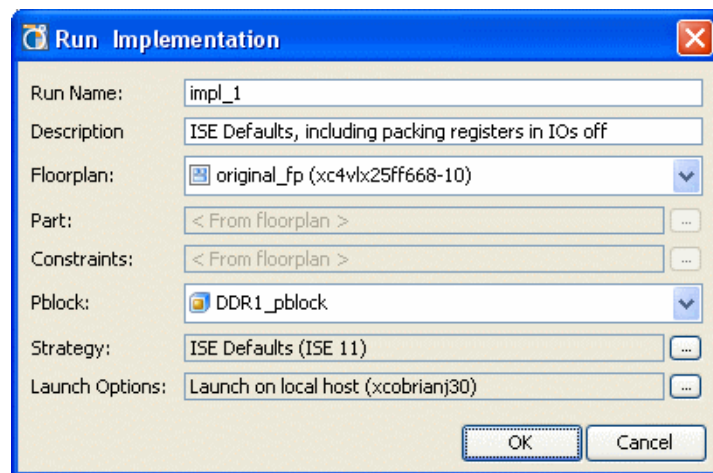 Run Implementation
Run Name: impl_1
Description ISE Defaults, including packing registers in IOs off
Floorplan: original_fp (xc4vlx25ff668-10)
Part: < From floorplan > ...
Constraints: < From floorplan > ...
Pblock: DDR1_pblock
Strategy: ISE Defaults (ISE 11) ...
Launch Options: Launch on local host (xcobrianj30) ...
OK Cancel